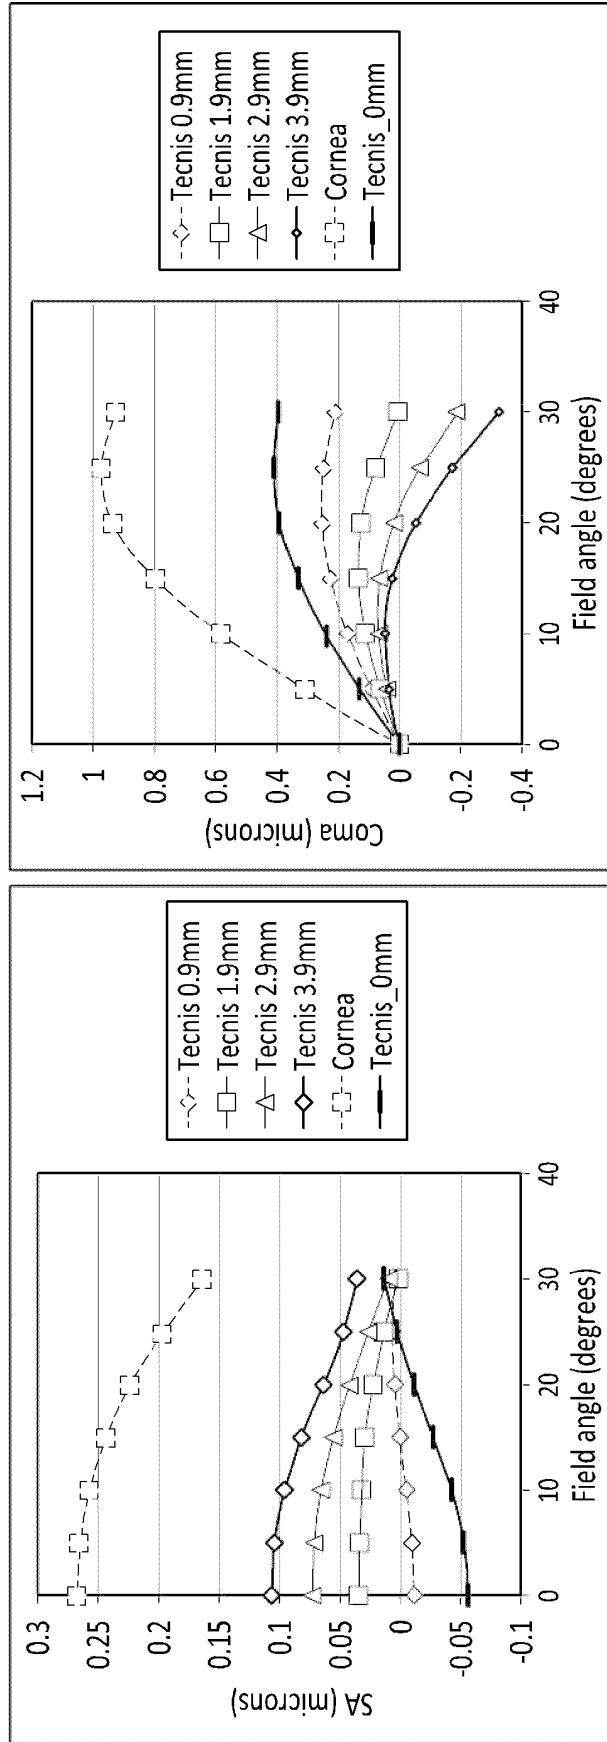 0.3
0.25
0.2
0.15
0.1
0.05
0
-0.05
-0.1
SA (microns)
0
10
20
30
40
Field angle (degrees)
Tecnis 0.9mm
Tecnis 1.9mm
Tecnis 2.9mm
Tecnis 3.9mm
Cornea
Tecnis_0mm
1.2
1
0.8
0.6
0.4
0.2
0
-0.2
-0.4
Coma (microns)
0
10
20
30
40
Field angle (degrees)
Tecnis 0.9mm
Tecnis 1.9mm
Tecnis 2.9mm
Tecnis 3.9mm
Cornea
Tecnis_0mm